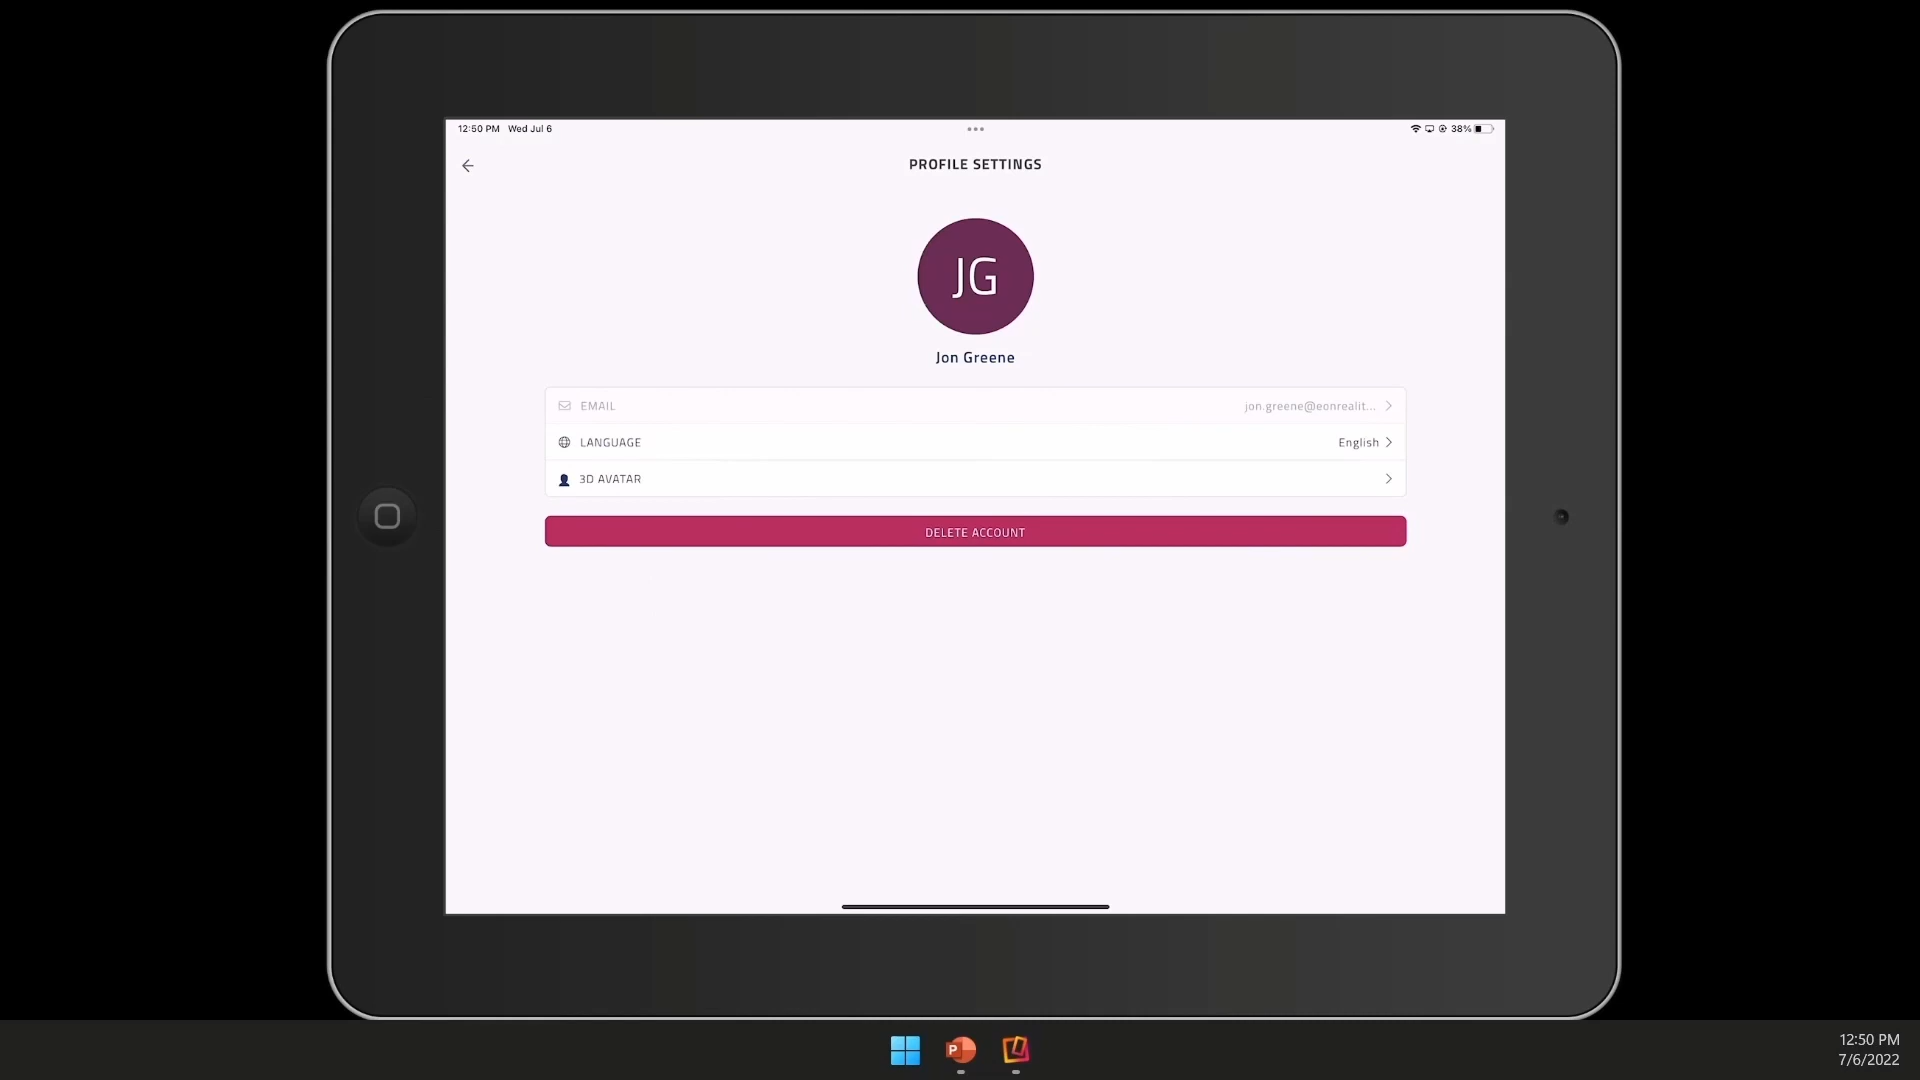 12:50 PM Wed Jul 6
38%
PROFILE SETTINGS
JG
Jon Greene
EMAIL jon.greene@eonrealit...
LANGUAGE English
3D AVATAR
DELETE ACCOUNT
P
12:50 PM
7/6/2022